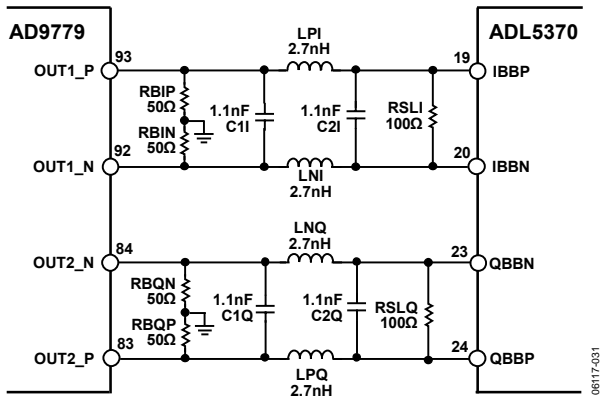 AD9779
ADL5370
OUT1_P
93
LPI
2.7nH
19
IBBP
RBIP
50Ω
RBIN
50Ω
1.1nF
C1I
1.1nF
C2I
RSLI
100Ω
OUT1_N
92
LNI
2.7nH
20
IBBN
OUT2_N
84
LNQ
2.7nH
23
QBBN
RBQN
50Ω
RBQP
50Ω
1.1nF
C1Q
1.1nF
C2Q
RSLQ
100Ω
OUT2_P
83
LPQ
2.7nH
24
QBBP
06117-031